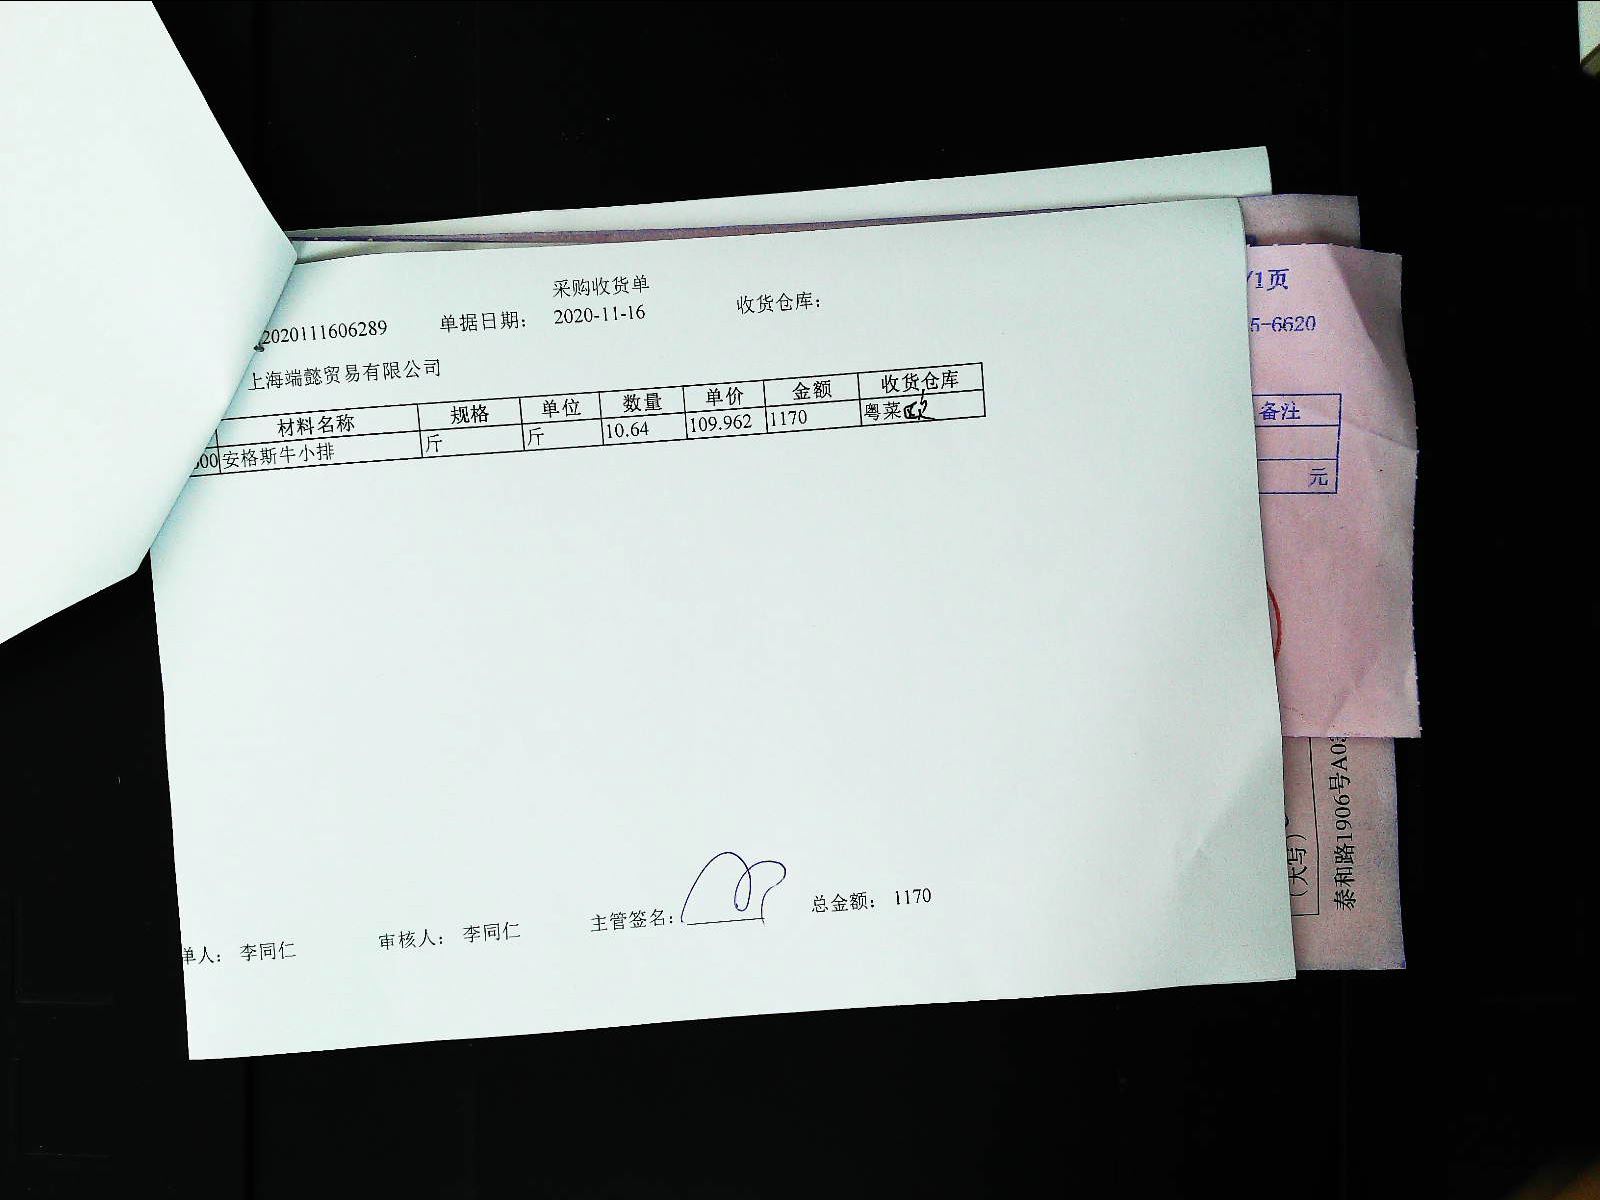 采购收货单
2020111606289 单据日期: 2020-11-16 收货仓库:
上海端懿贸易有限公司
材料名称 规格 单位 数量 单价 金额 收货仓库
00 安格斯牛小排 斤 斤 10.64 109.962 1170 粤菜
单人: 李同仁 审核人: 李同仁 主管签名: 总金额: 1170
/1页
5-6620
备注
元
(大写)
泰和路1906号A03